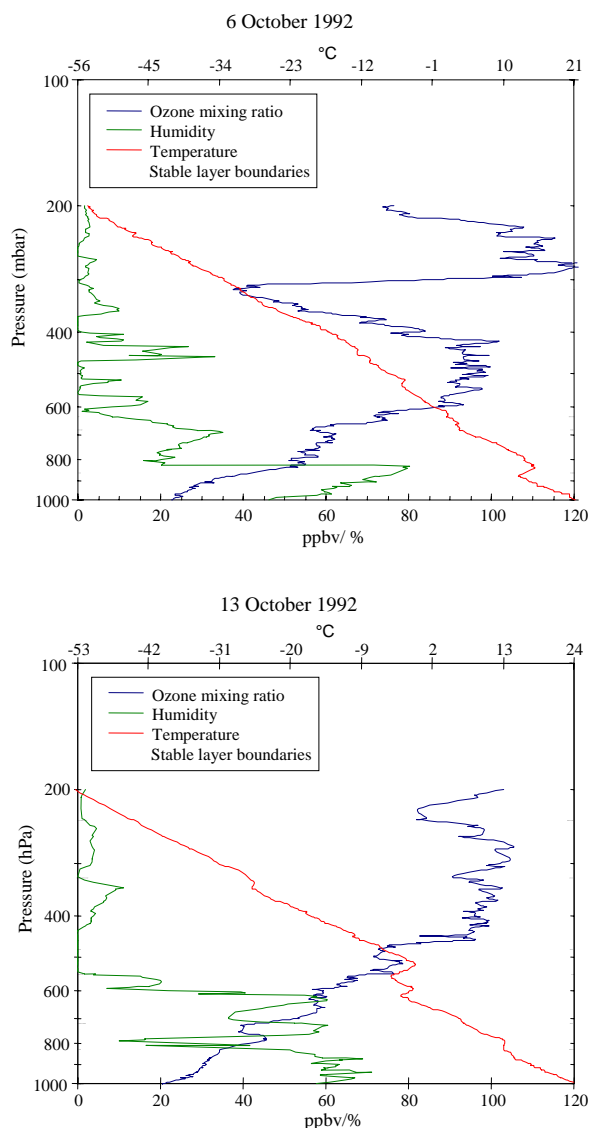 6 October 1992
°C
-56 -45 -34 -23 -12 -1 10 21
100
Ozone mixing ratio
Humidity
Temperature
Stable layer boundaries
200
Pressure (mbar)
400
600
800
1000
0 20 40 60 80 100 120
ppbv/ %
13 October 1992
°C
-53 -42 -31 -20 -9 2 13 24
100
Ozone mixing ratio
Humidity
Temperature
Stable layer boundaries
200
Pressure (hPa)
400
600
800
1000
0 20 40 60 80 100 120
ppbv/%